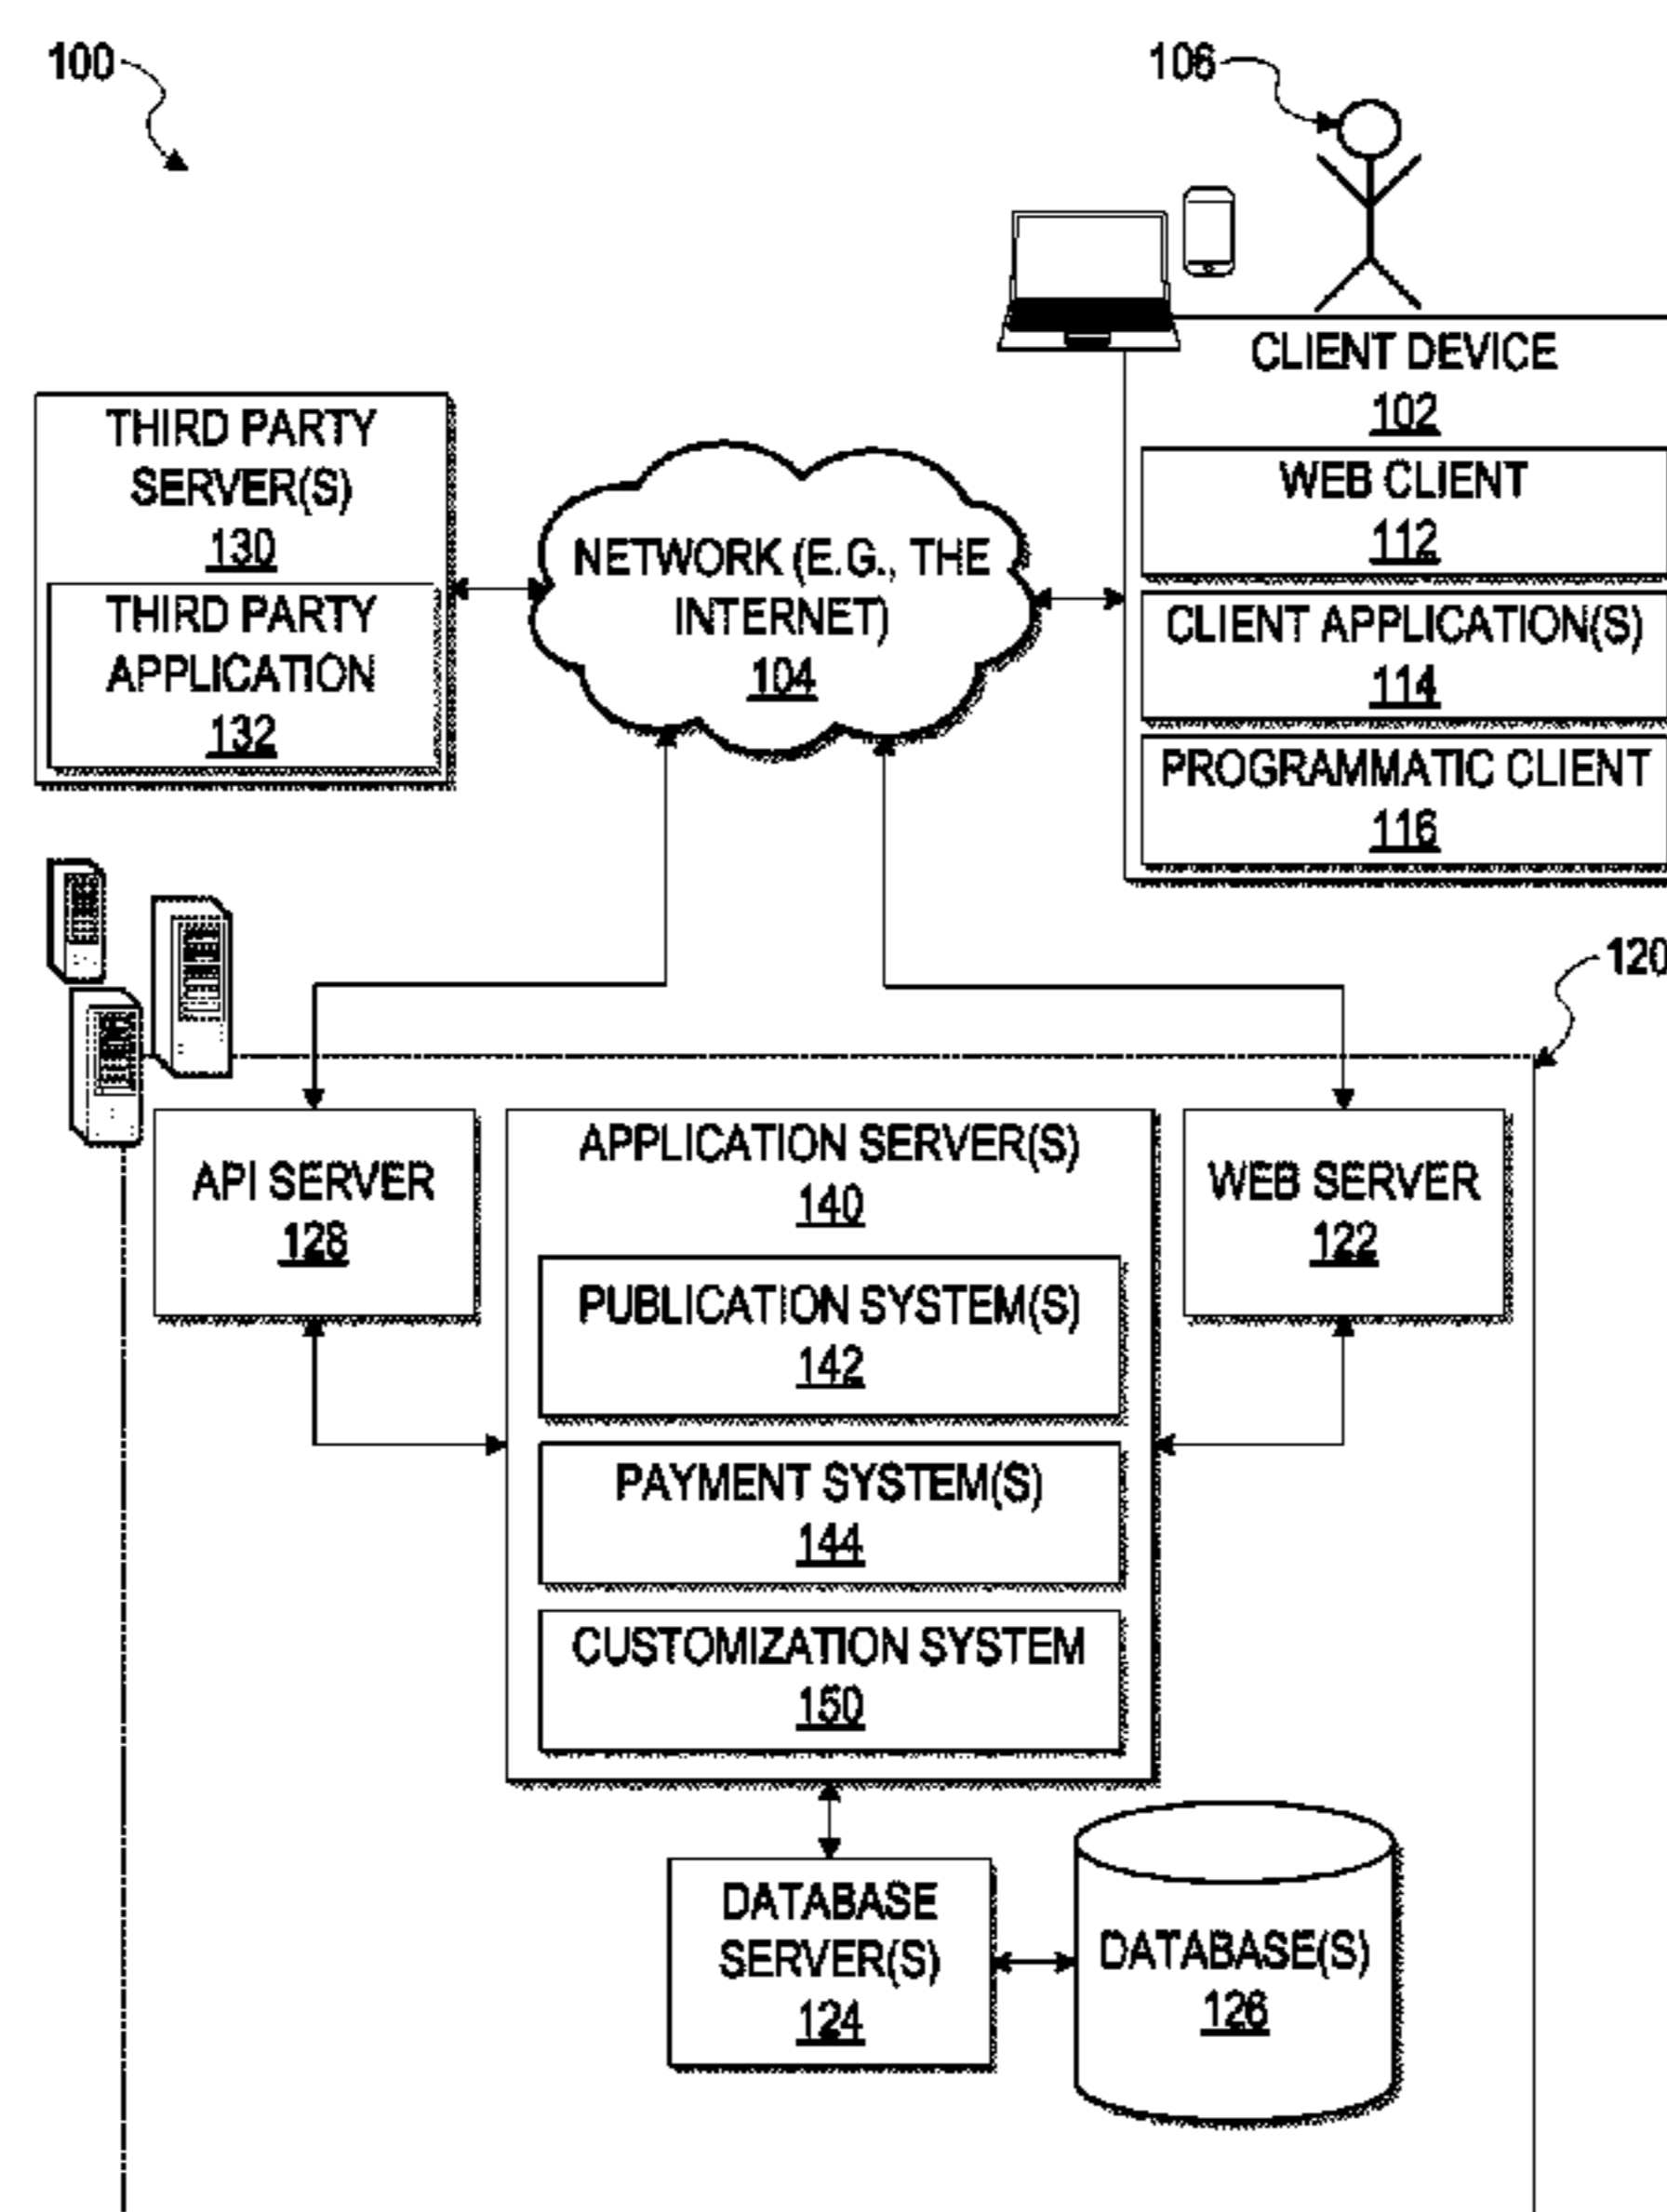 100
106
CLIENT DEVICE
102
WEB CLIENT
112
CLIENT APPLICATION(S)
114
PROGRAMMATIC CLIENT
116
THIRD PARTY
SERVER(S)
130
THIRD PARTY
APPLICATION
132
NETWORK (E.G., THE
INTERNET)
104
120
API SERVER
128
APPLICATION SERVER(S)
140
PUBLICATION SYSTEM(S)
142
PAYMENT SYSTEM(S)
144
CUSTOMIZATION SYSTEM
150
WEB SERVER
122
DATABASE
SERVER(S)
124
DATABASE(S)
126